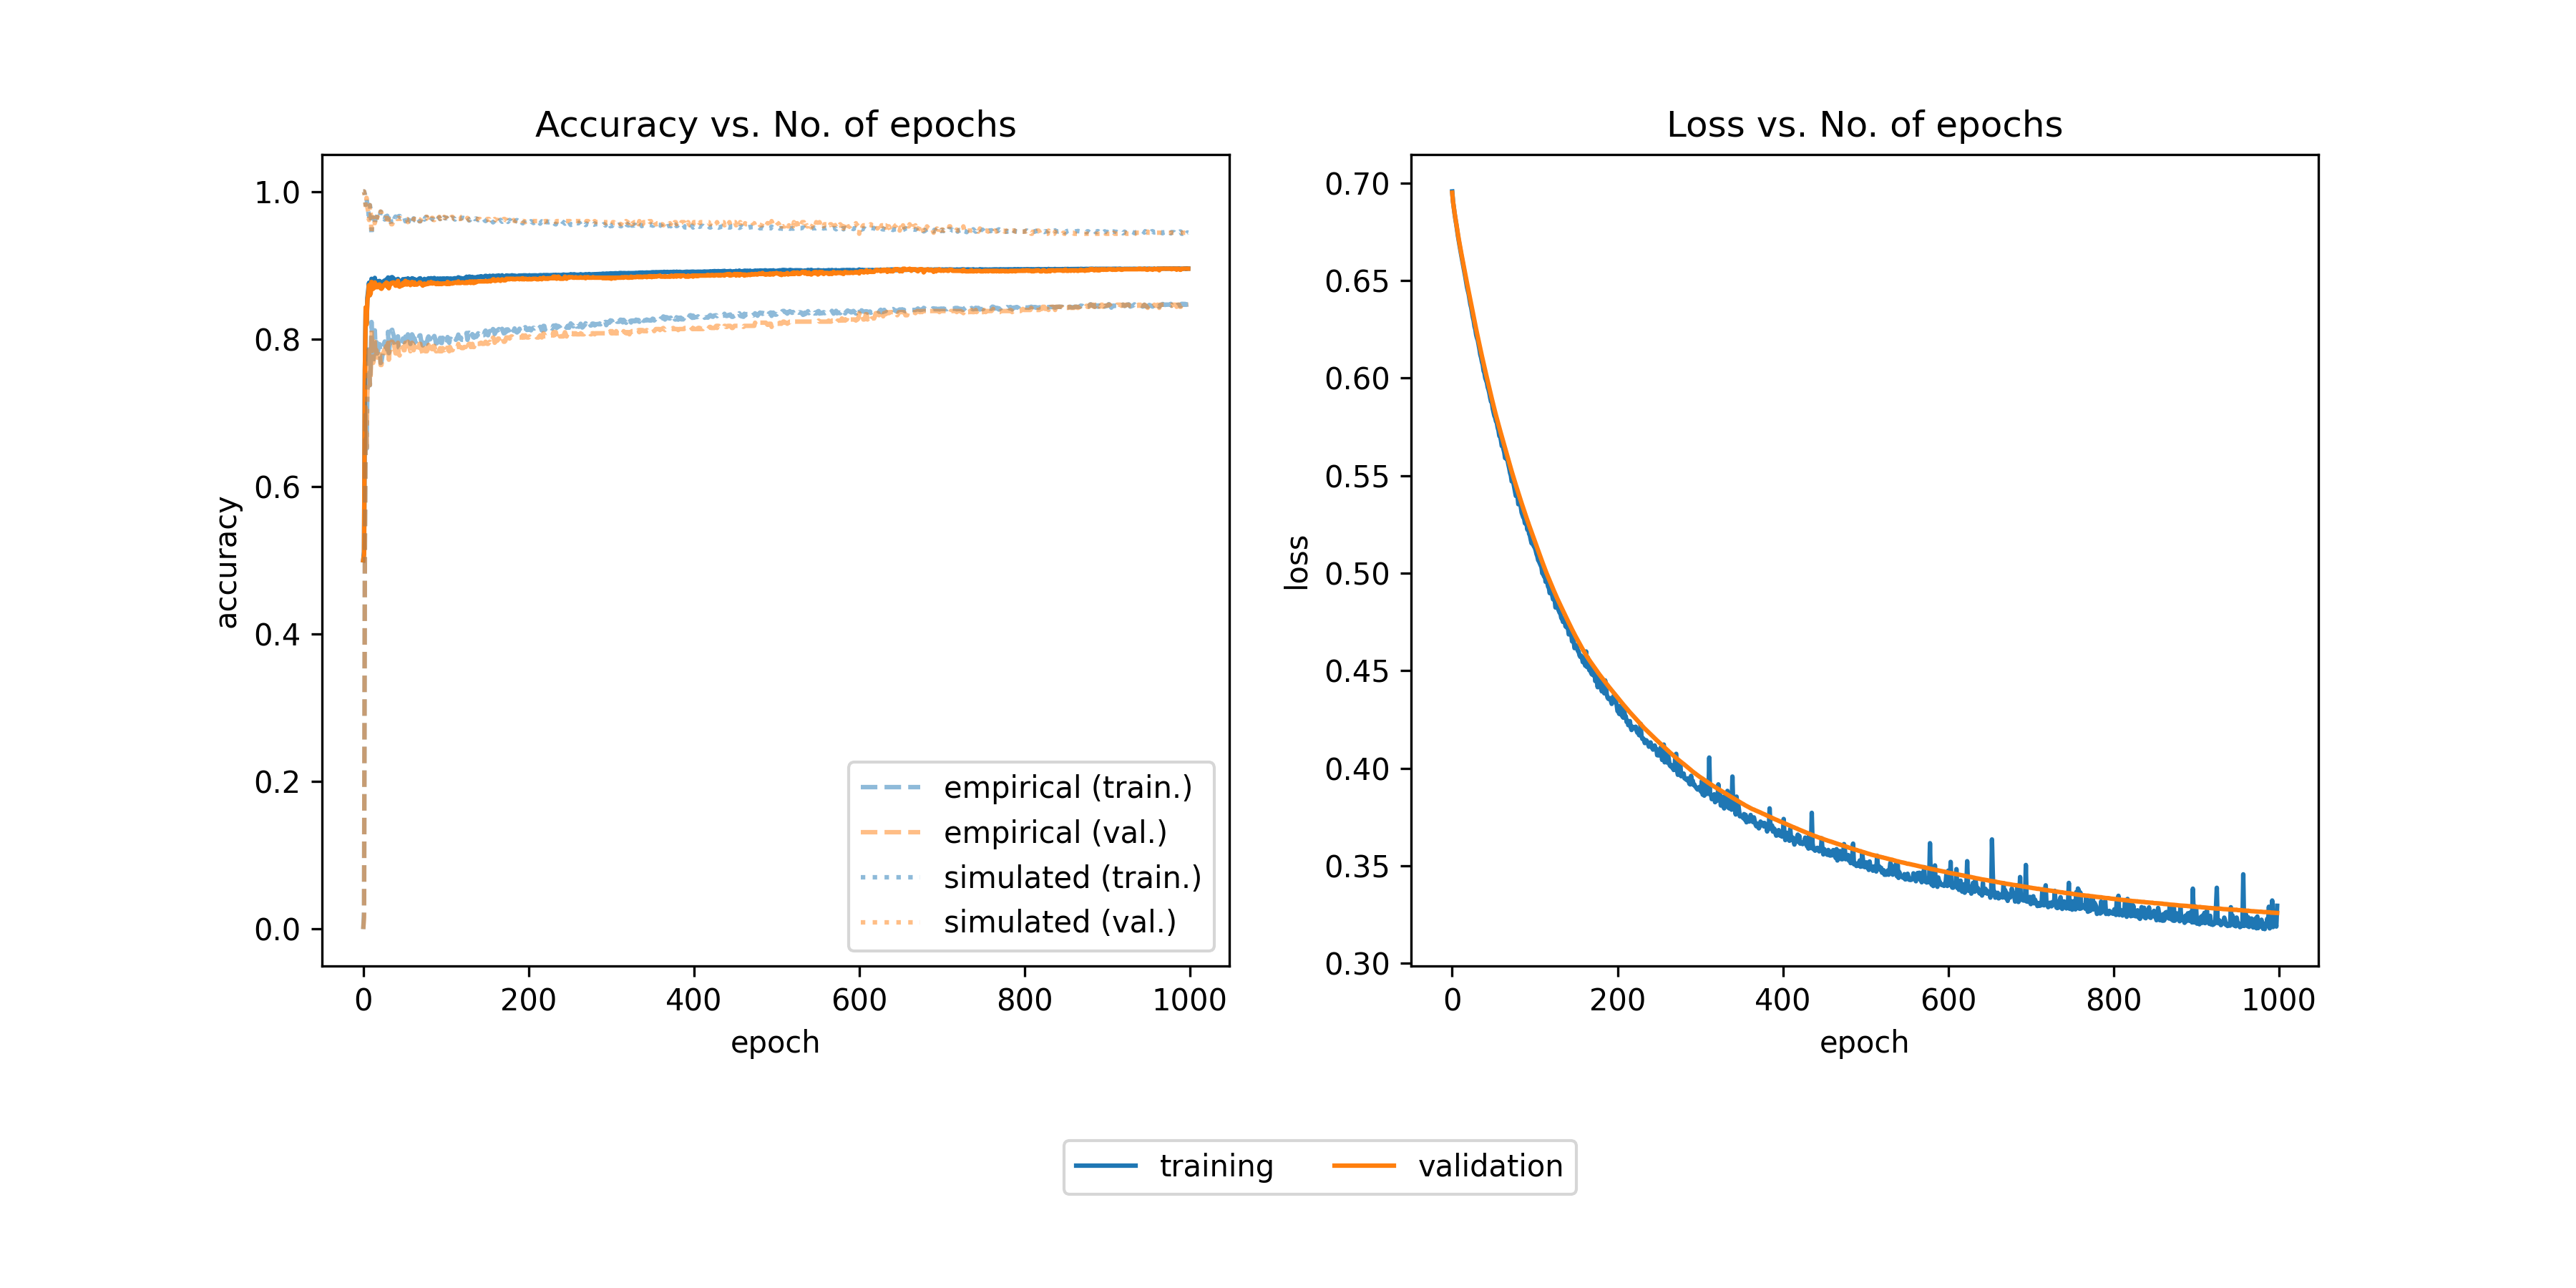 Accuracy vs. No. of epochs
1.0
0.8
0.6
0.4
0.2
0.0
accuracy
0 200 400 600 800 1000
epoch
empirical (train.)
empirical (val.)
simulated (train.)
simulated (val.)
Loss vs. No. of epochs
0.70
0.65
0.60
0.55
0.50
0.45
0.40
0.35
0.30
loss
0 200 400 600 800 1000
epoch
training validation